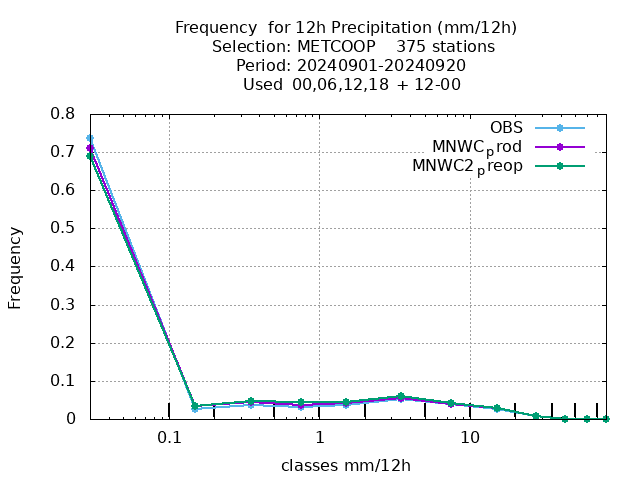 Frequency  for 12h Precipitation (mm/12h)
Selection: METCOOP    375 stations
Period: 20240901-20240920
Used  00,06,12,18  + 12-00
OBS
MNWCprod
MNWC2preop
Frequency
0.8
0.7
0.6
0.5
0.4
0.3
0.2
0.1
0
0.1
1
10
classes mm/12h